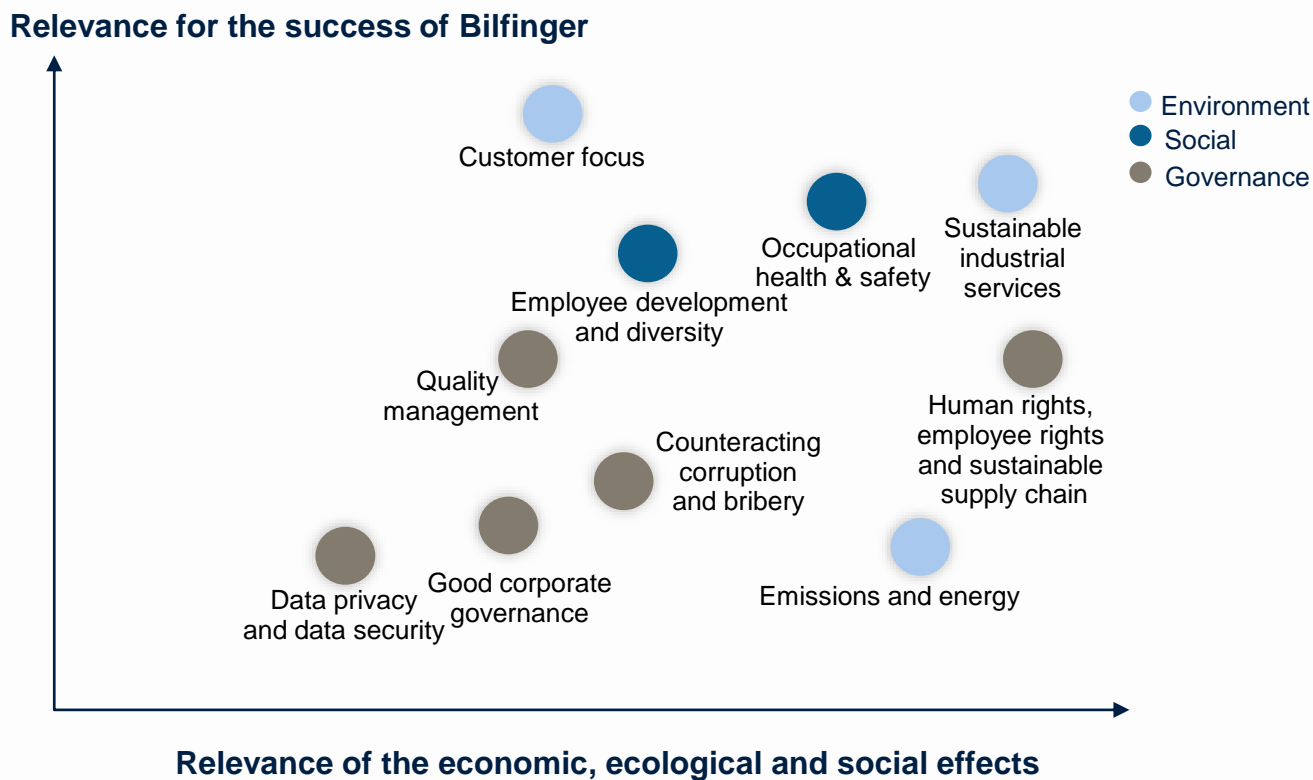 Relevance for the success of Bilfinger
Environment
Social
Governance
Customer focus
Occupational
health & safety
Sustainable
industrial
services
Employee development
and diversity
Quality
management
Human rights,
employee rights
and sustainable
supply chain
Counteracting
corruption
and bribery
Data privacy
and data security
Good corporate
governance
Emissions and energy
Relevance of the economic, ecological and social effects